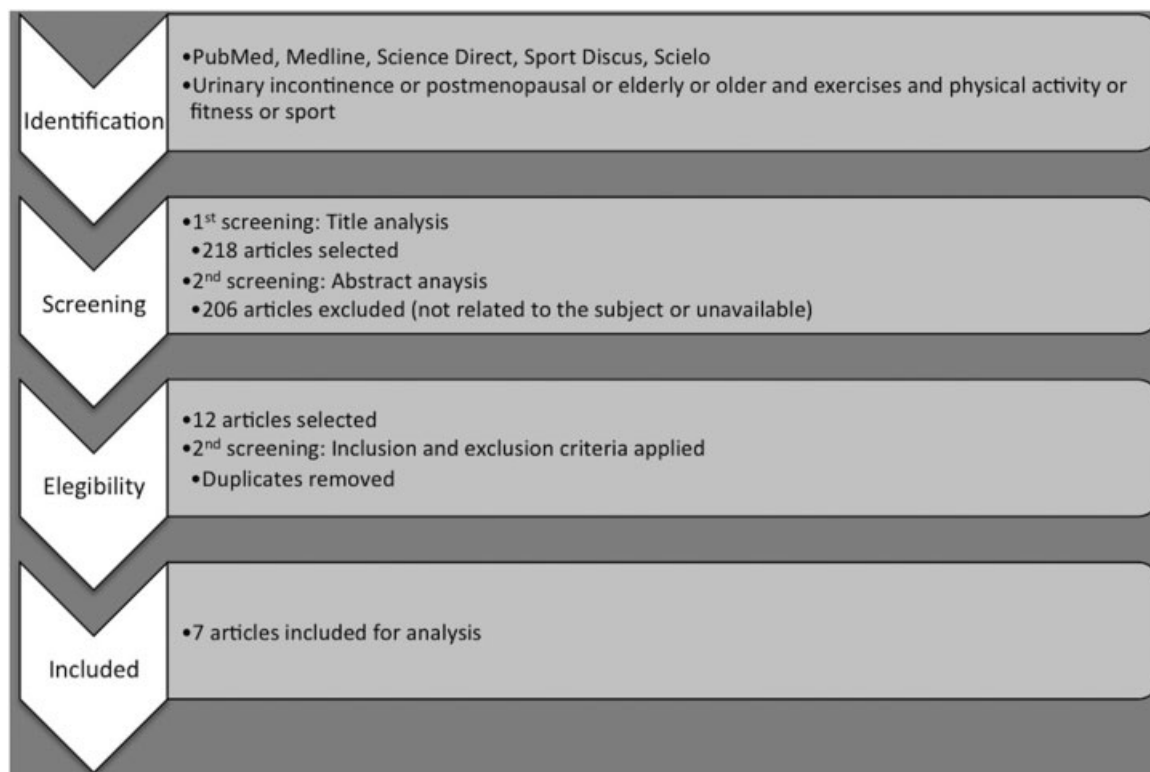 Identification
•PubMed, Medline, Science Direct, Sport Discus, Scielo
•Urinary incontinence or postmenopausal or elderly or older and exercises and physical activity or
fitness or sport
Screening
•1st screening: Title analysis
•218 articles selected
•2nd screening: Abstract anaysis
•206 articles excluded (not related to the subject or unavailable)
Elegibility
•12 articles selected
•2nd screening: Inclusion and exclusion criteria applied
•Duplicates removed
Included
•7 articles included for analysis